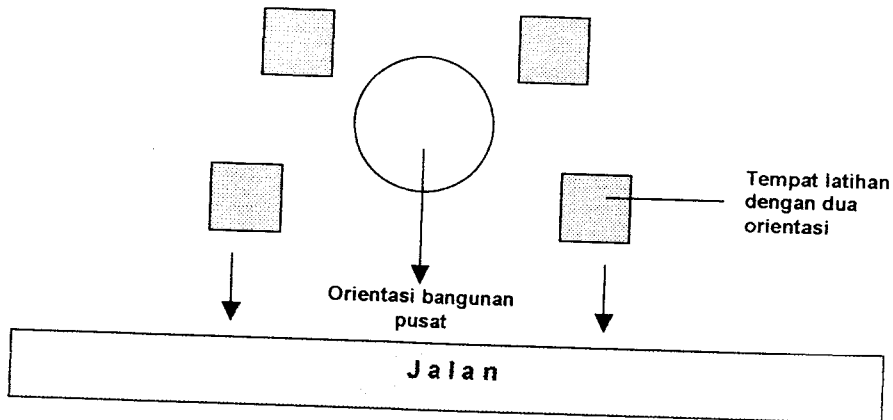 Tempat latihan
dengan dua
orientasi
Orientasi bangunan
pusat
Jalan